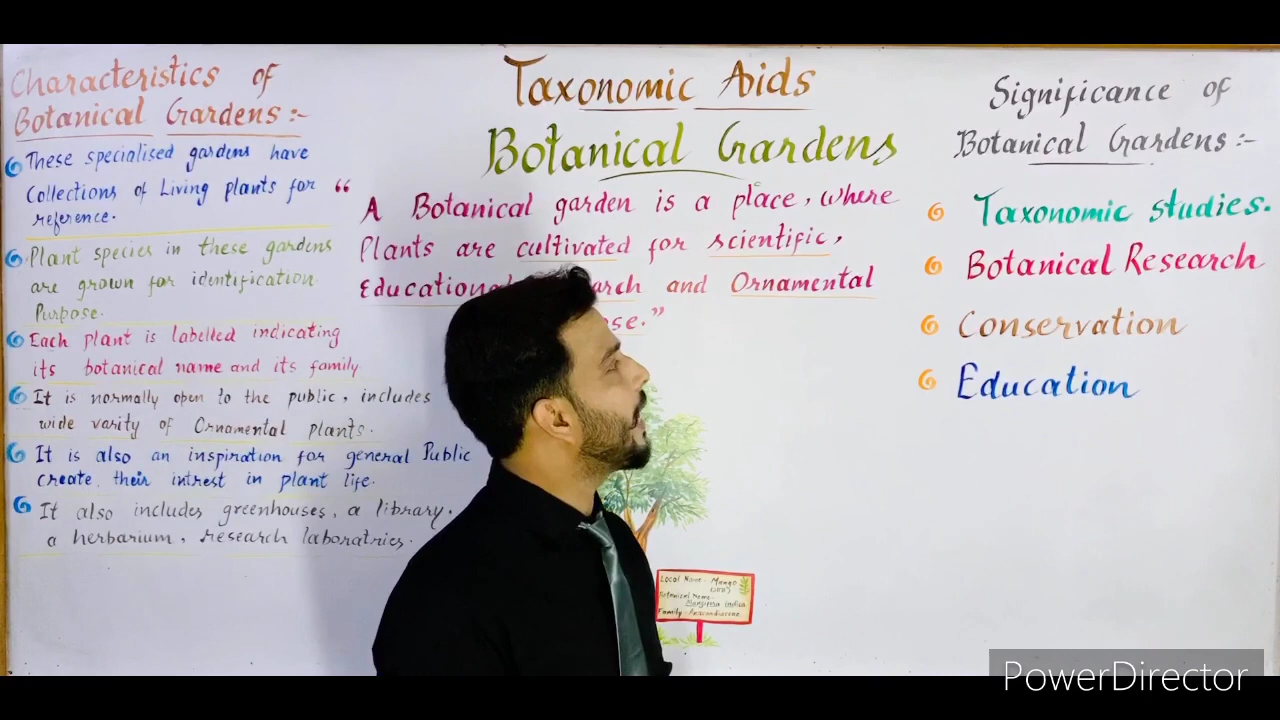 Characteristics of
Botanical Gardens:-
These specialised gardens have
Collections of Living plants for
reference.
Plant species in these gardens
are grown for identification
Purpose.
Each plant is labelled indicating
its botanical name and its family
It is normally open to the public, includes
wide varity of Ornamental plants.
It is also an inspiration for general Public
create their intrest in plant life.
It also includes greenhouses, a library,
a herbarium, research laboratries.
Taxonomic Aids
Botanical Gardens
“A Botanical garden is a place, where
Plants are cultivated for scientific,
Educational and Ornamental
Local Name:- Mango
Botanical Name:-
Mangifera indica
Family:- Anacardiaceae
Significance of
Botanical Gardens:-
Taxonomic studies.
Botanical Research
Conservation
Education
PowerDirector